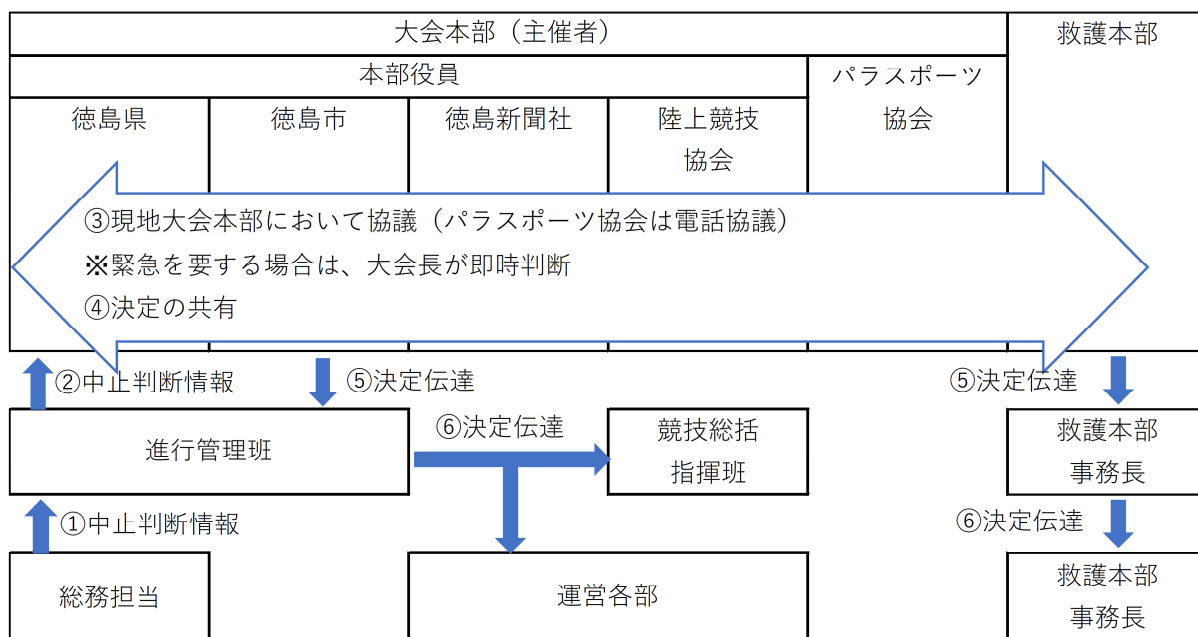 大会本部（主催者）
救護本部
本部役員
パラスポーツ
協会
徳島県
徳島市
徳島新聞社
陸上競技
協会
③現地大会本部において協議（パラスポーツ協会は電話協議）
※緊急を要する場合は、大会長が即時判断
④決定の共有
②中止判断情報
⑤決定伝達
⑤決定伝達
進行管理班
⑥決定伝達
競技総括
指揮班
救護本部
事務長
①中止判断情報
⑥決定伝達
総務担当
運営各部
救護本部
事務長